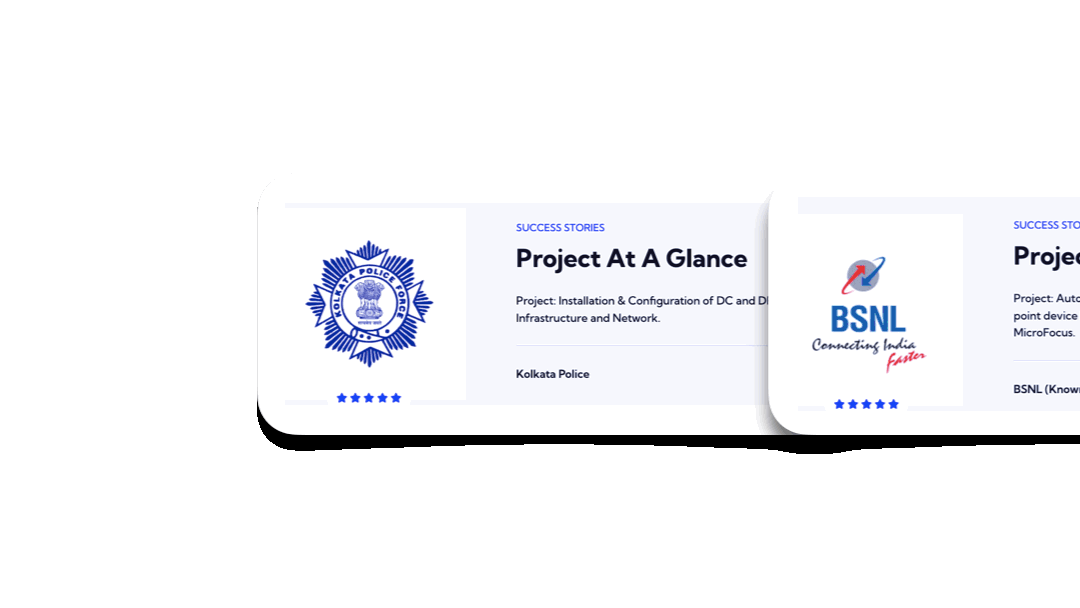 KOLKATA POLICE FORCE
SUCCESS STORIES
Project At A Glance
Project: Installation & Configuration of DC and
Infrastructure and Network.
Kolkata Police
BSNL
Connecting India
Faster
SUCCESS
Project:
point device
MicroFocus.
BSNL